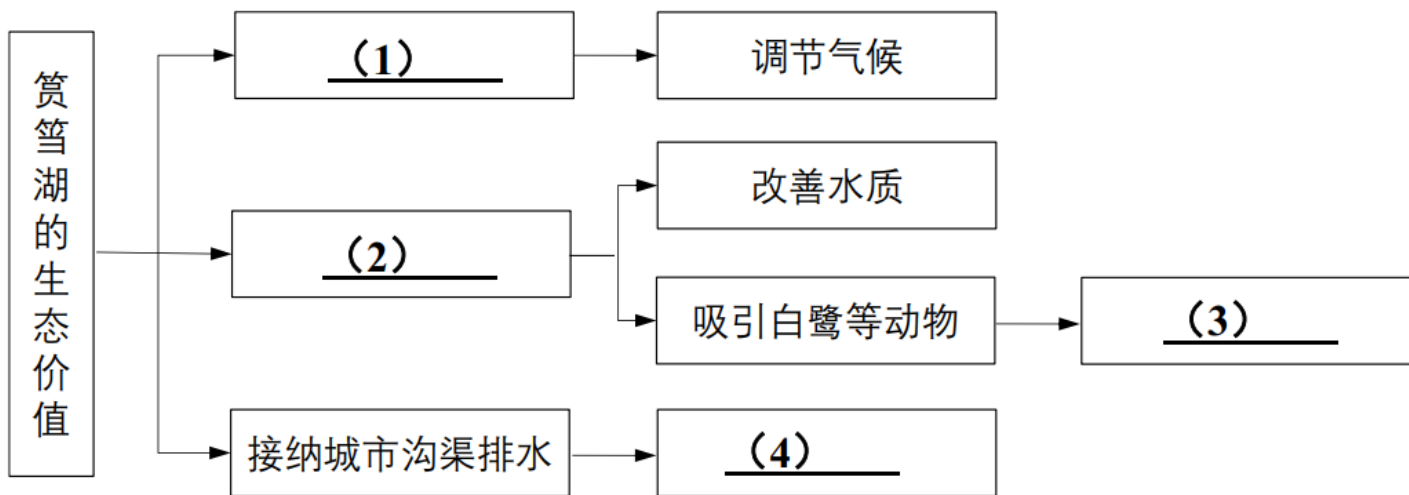 筼筜湖的生态价值
（1）
调节气候
（2）
改善水质
吸引白鹭等动物
（3）
接纳城市沟渠排水
（4）